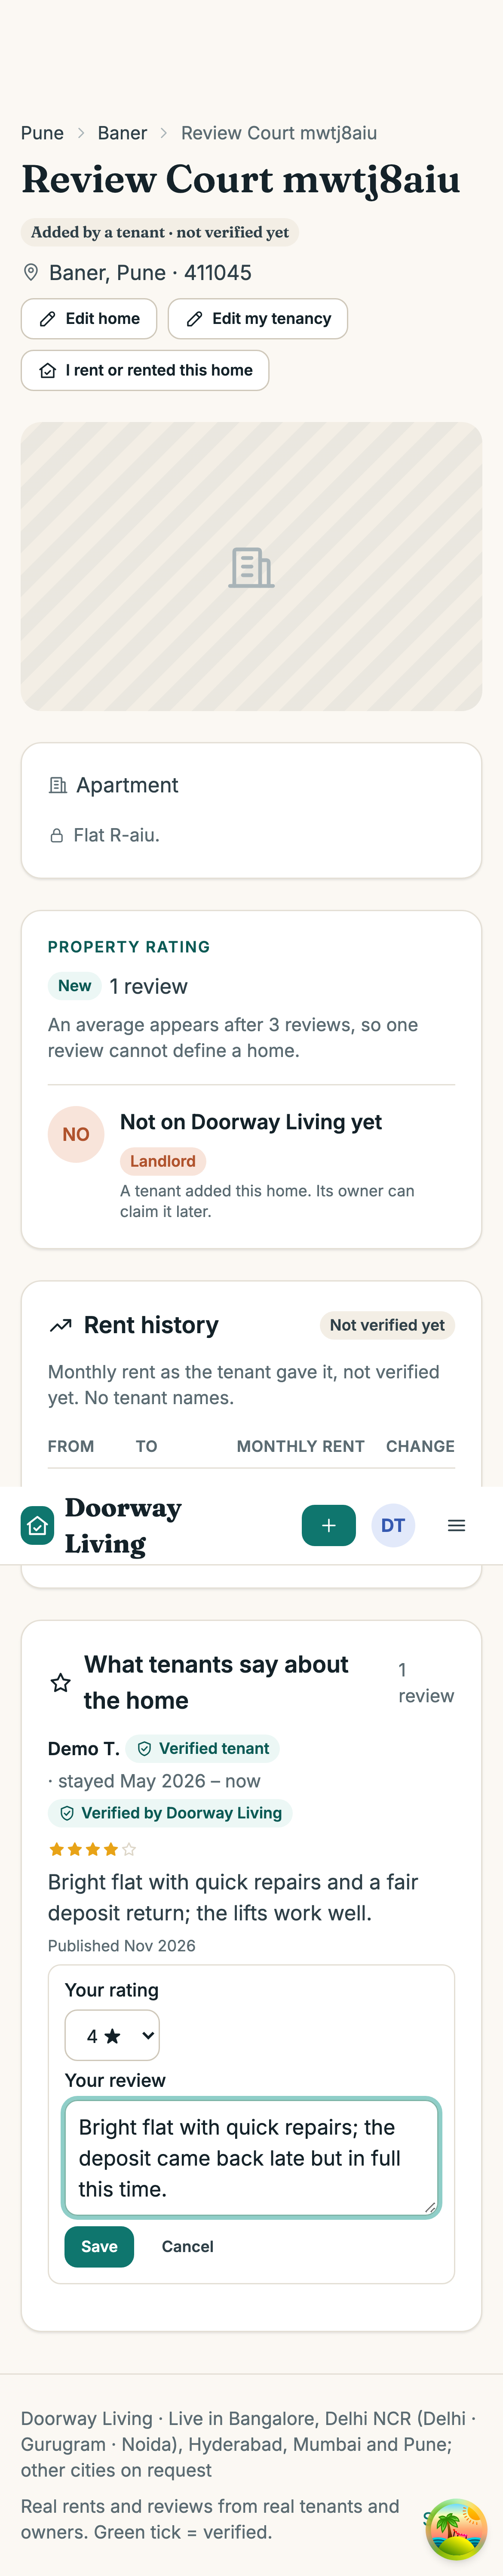 Pune > Baner > Review Court mwtj8aiu
Review Court mwtj8aiu
Added by a tenant · not verified yet
Baner, Pune · 411045
Edit home
Edit my tenancy
I rent or rented this home
Apartment
Flat R-aiu.
PROPERTY RATING
New 1 review
An average appears after 3 reviews, so one
review cannot define a home.
NO
Not on Doorway Living yet
Landlord
A tenant added this home. Its owner can
claim it later.
Rent history
Not verified yet
Monthly rent as the tenant gave it, not verified
yet. No tenant names.
FROM TO MONTHLY RENT CHANGE
Doorway
Living
+
DT
What tenants say about
the home
1
review
Demo T. Verified tenant
· stayed May 2026 – now
Verified by Doorway Living
Bright flat with quick repairs and a fair
deposit return; the lifts work well.
Published Nov 2026
Your rating
4 ★
Your review
Bright flat with quick repairs; the
deposit came back late but in full
this time.
Save
Cancel
Doorway Living · Live in Bangalore, Delhi NCR (Delhi ·
Gurugram · Noida), Hyderabad, Mumbai and Pune;
other cities on request
Real rents and reviews from real tenants and
owners. Green tick = verified.